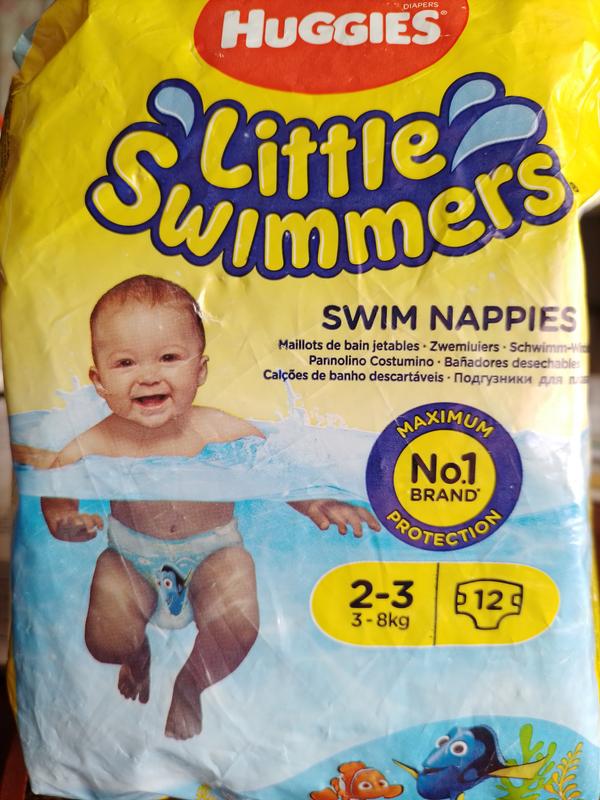 DIAPERS
HUGGIES
Little
Swimmers
SWIM NAPPIES
Maillots de bain jetables · Zwemluiers · Schwimm-
Pannolino Costumino · Bañadores desechables
Calções de banho descartáveis · Подгузники для
MAXIMUM
No.1
BRAND*
PROTECTION
2-3
3-8kg
12